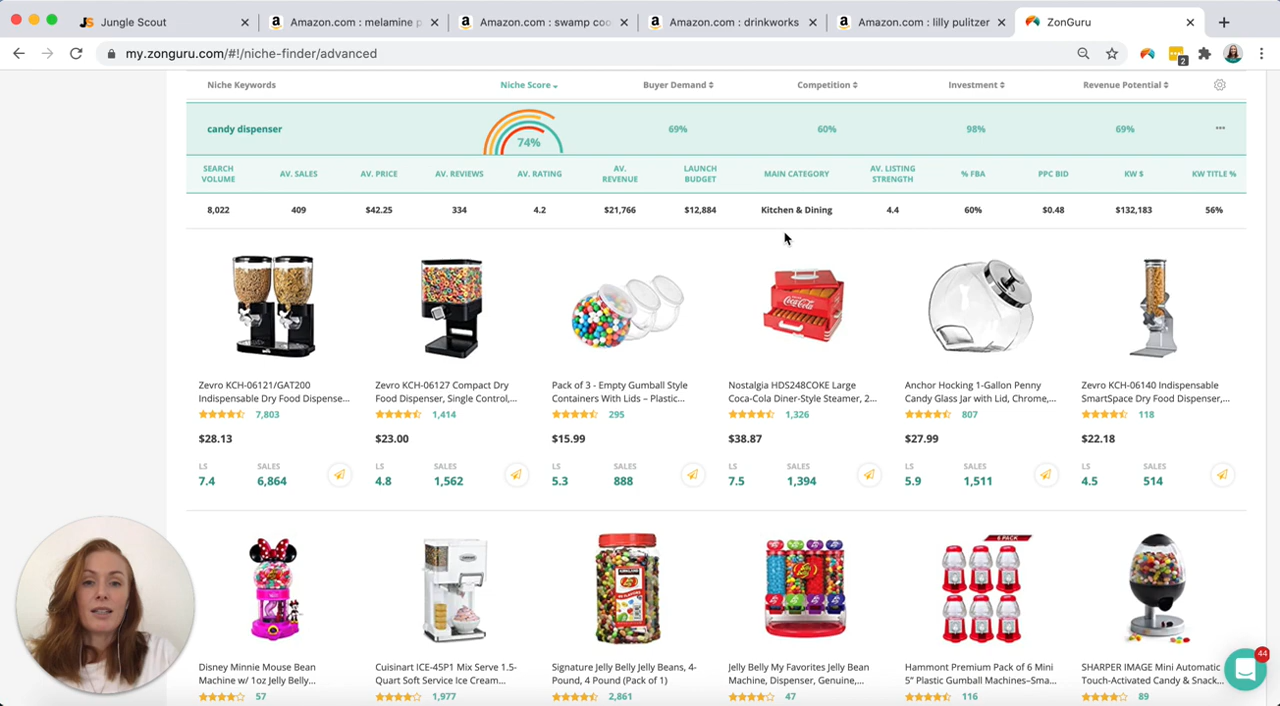 Jungle Scout
Amazon.com : melamine p
Amazon.com : swamp coo
Amazon.com : drinkworks
Amazon.com : lilly pulitzer
ZonGuru
my.zonguru.com/#!/niche-finder/advanced
2
Niche Keywords Niche Score Buyer Demand Competition Investment Revenue Potential
candy dispenser 74% 69% 60% 98% 69%
SEARCH VOLUME AV. SALES AV. PRICE AV. REVIEWS AV. RATING AV. REVENUE LAUNCH BUDGET MAIN CATEGORY AV. LISTING STRENGTH % FBA PPC BID KW $ KW TITLE %
8,022 409 $42.25 334 4.2 $21,766 $12,884 Kitchen & Dining 4.4 60% $0.48 $132,183 56%
Zevro KCH-06121/GAT200
Indispensable Dry Food Dispense...
7,803
$28.13
LS SALES
7.4 6,864
Zevro KCH-06127 Compact Dry
Food Dispenser, Single Control,...
1,414
$23.00
LS SALES
4.8 1,562
Pack of 3 - Empty Gumball Style
Containers With Lids – Plastic...
295
$15.99
LS SALES
5.3 888
Coca-Cola
Nostalgia HDS248COKE Large
Coca-Cola Diner-Style Steamer, 2...
1,326
$38.87
LS SALES
7.5 1,394
Anchor Hocking 1-Gallon Penny
Candy Glass Jar with Lid, Chrome,...
807
$27.99
LS SALES
5.9 1,511
Zevro KCH-06140 Indispensable
SmartSpace Dry Food Dispenser,...
118
$22.18
LS SALES
4.5 514
Disney Minnie Mouse Bean
Machine w/ 1oz Jelly Belly...
57
Cuisinart ICE-45P1 Mix Serve 1.5-
Quart Soft Service Ice Cream...
1,977
Signature Jelly Belly Jelly Beans, 4-
Pound, 4 Pound (Pack of 1)
2,861
Jelly Belly My Favorites Jelly Bean
Machine, Dispenser, Genuine,...
47
6 PACK
Hammont Premium Pack of 6 Mini
5” Plastic Gumball Machines–Sma...
116
SHARPER IMAGE Mini Automatic
Touch-Activated Candy & Snack...
89
44